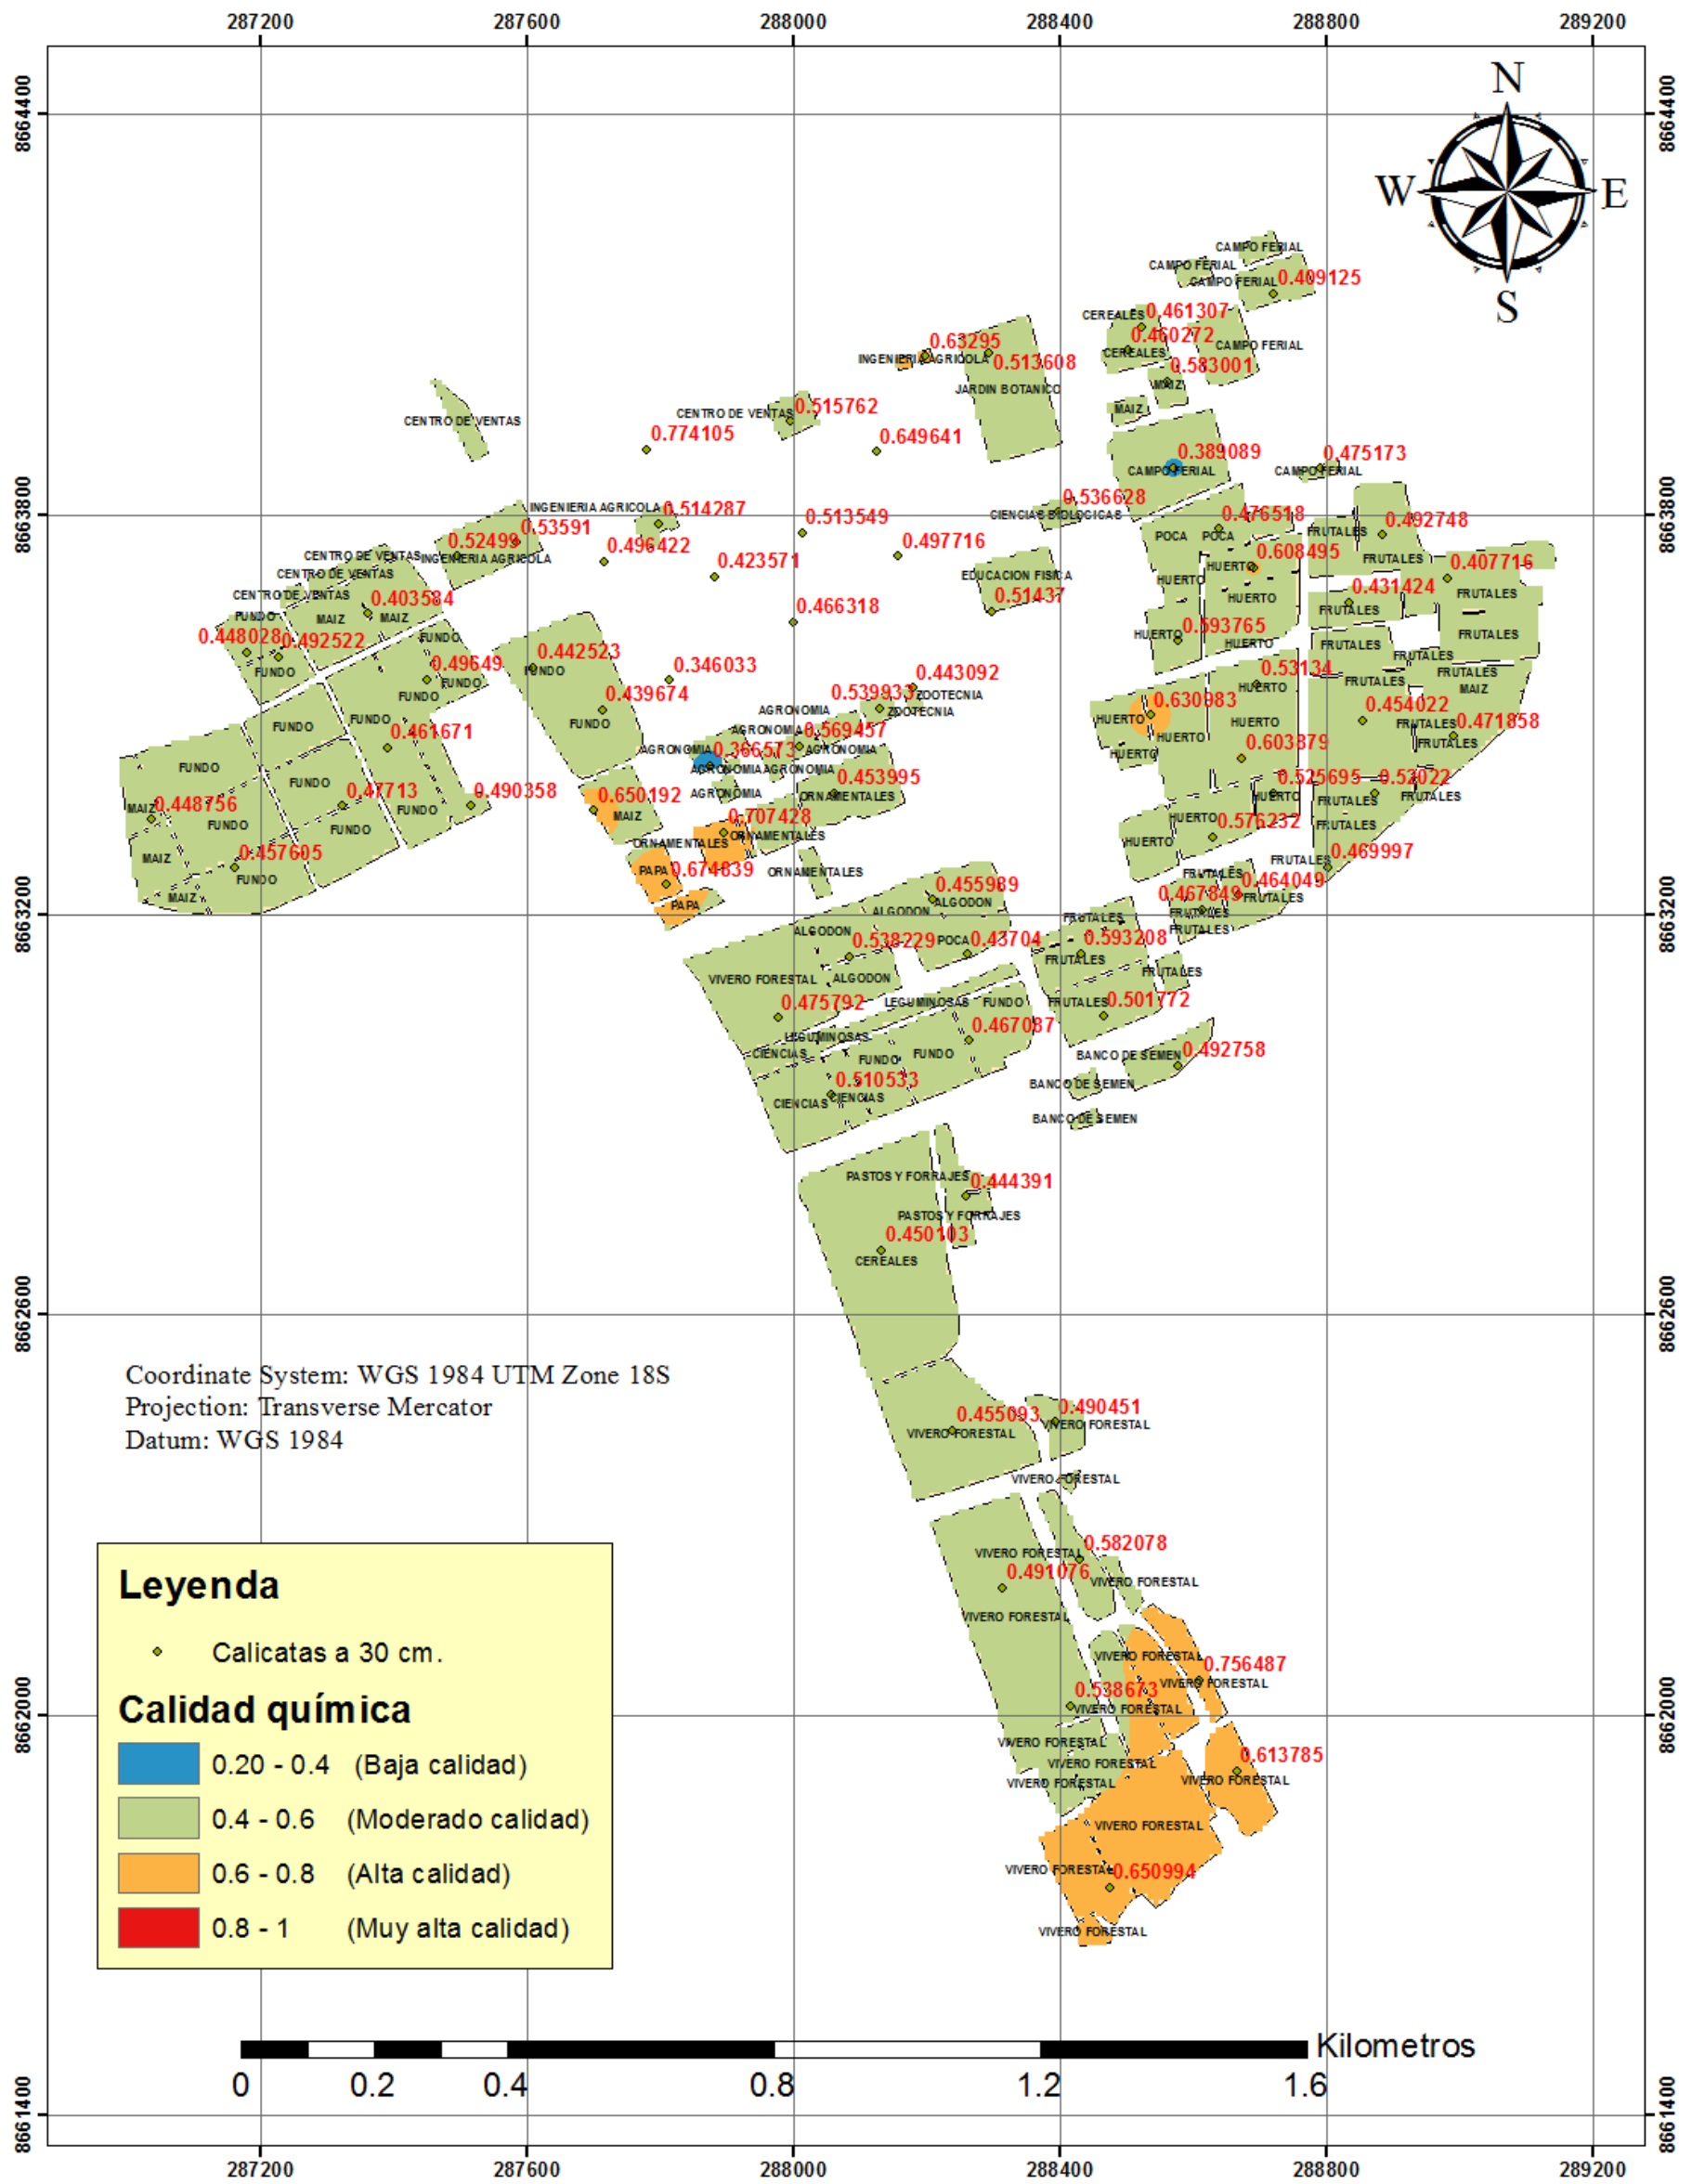 287200 287600 288000 288400 288800 289200
8664400 8664400
N
W E
S
CAMPO FERIAL
CAMPO FERIAL
CAMPO FERIAL 0.409125
CEREALES 0.461307
0.460272
CEREALES
CAMPO FERIAL
0.63295
INGENIERIA AGRICOLA 0.513608
0.583001
MAIZ
JARDIN BOTANICO
MAIZ
CENTRO DE VENTAS 0.515762
CENTRO DE VENTAS
0.774105 0.649641
0.389089
CAMPO FERIAL
0.475173
CAMPO FERIAL
0.536628
CIENCIAS BIOLOGICAS
INGENIERIA AGRICOLA 0.514287
8663800 8663800
0.513549
0.476518
0.492748
FRUTALES
0.53591
0.52499
0.496422
INGENIERIA AGRICOLA
0.497716
POCA POCA
0.608495
FRUTALES
CENTRO DE VENTAS
0.423571
0.407716
HUERTO
CENTRO DE VENTAS
EDUCACION FISICA
HUERTO
0.431424
FRUTALES
CENTRO DE VENTAS
0.403584
0.51437
HUERTO
FRUTALES
FUNDO
MAIZ MAIZ
0.466318
0.593765
HUERTO
0.448028 0.492522
FUNDO
HUERTO
FRUTALES
FRUTALES
FUNDO
0.442523
FUNDO
0.49649
FUNDO
FUNDO
0.346033
0.443092
0.53134
HUERTO
FRUTALES
FRUTALES
FRUTALES
MAIZ
0.439674
0.539933
ZOOTECNIA
ZOOTECNIA
0.630983
HUERTO
0.454022
FUNDO FUNDO FUNDO
AGRONOMIA
HUERTO
FRUTALES 0.471858
0.461671
AGRONOMIA 0.569457
HUERTO
FRUTALES
AGRONOMIA 0.366573 AGRONOMIA
HUERTO
0.603879
FUNDO
AGRONOMIA AGRONOMIA
FUNDO
0.453995
0.525695 0.52022
0.47713 0.490358
AGRONOMIA
0.650192
ORNAMENTALES
HUERTO FRUTALES FRUTALES
MAIZ 0.448756
FUNDO
MAIZ
0.707428
HUERTO 0.576232
FUNDO FUNDO
ORNAMENTALES
FRUTALES
ORNAMENTALES
HUERTO
MAIZ
0.457605
0.469997
FRUTALES
FUNDO
PAPA 0.674839
ORNAMENTALES
FRUTALES
0.464049
MAIZ
0.455989
0.467849 FRUTALES
PAPA
ALGODON
ALGODON
FRUTALES
8663200 8663200
FRUTALES
FRUTALES
ALGODON
0.538229 POCA 0.43704
0.593208
FRUTALES
VIVERO FORESTAL ALGODON
FRUTALES
0.475792
LEGUMINOSAS FUNDO
FRUTALES 0.501772
LEGUMINOSAS
0.467087
CIENCIAS
FUNDO FUNDO
BANCO DE SEMEN 0.492758
0.510533
BANCO DE SEMEN
CIENCIAS CIENCIAS
BANCO DE SEMEN
PASTOS Y FORRAJES 0.444391
PASTOS Y FORRAJES
0.450103
CEREALES
8662600 8662600
Coordinate System: WGS 1984 UTM Zone 18S
Projection: Transverse Mercator
Datum: WGS 1984
0.455093 0.490451
VIVERO FORESTAL VIVERO FORESTAL
VIVERO FORESTAL
0.582078
VIVERO FORESTAL
0.491076
VIVERO FORESTAL
VIVERO FORESTAL
VIVERO FORESTAL
0.756487
VIVERO FORESTAL
0.538673
VIVERO FORESTAL
8662000 8662000
VIVERO FORESTAL
0.613785
VIVERO FORESTAL
VIVERO FORESTAL
VIVERO FORESTAL
VIVERO FORESTAL
VIVERO FORESTAL 0.650994
VIVERO FORESTAL
Leyenda
Calicatas a 30 cm.
Calidad química
0.20 - 0.4 (Baja calidad)
0.4 - 0.6 (Moderado calidad)
0.6 - 0.8 (Alta calidad)
0.8 - 1 (Muy alta calidad)
Kilometros
0 0.2 0.4 0.8 1.2 1.6
8661400 8661400
287200 287600 288000 288400 288800 289200